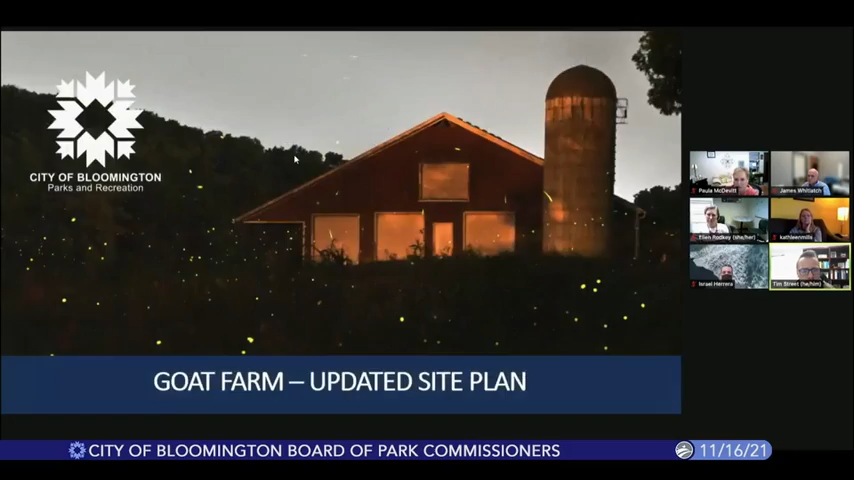 CITY OF BLOOMINGTON
Parks and Recreation
GOAT FARM – UPDATED SITE PLAN
Paula McDevitt
James Whitlatch
Ellen Rodkey (she/her)
kathleenmills
Israel Herrera
Tim Street (he/him)
CITY OF BLOOMINGTON BOARD OF PARK COMMISSIONERS
11/16/21